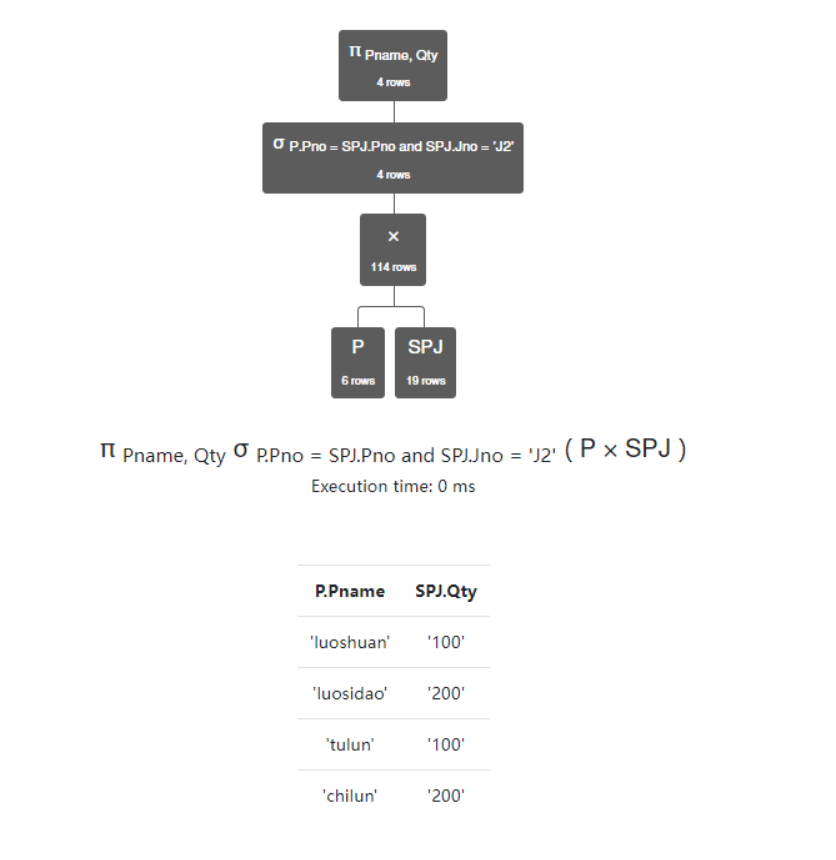 π Pname, Qty
4 rows
σ P.Pno = SPJ.Pno and SPJ.Jno = 'J2'
4 rows
×
114 rows
P SPJ
6 rows 19 rows
π Pname, Qty σ P.Pno = SPJ.Pno and SPJ.Jno = 'J2' ( P × SPJ )
Execution time: 0 ms
P.Pname SPJ.Qty
'luoshuan' '100'
'luosidao' '200'
'tulun' '100'
'chilun' '200'